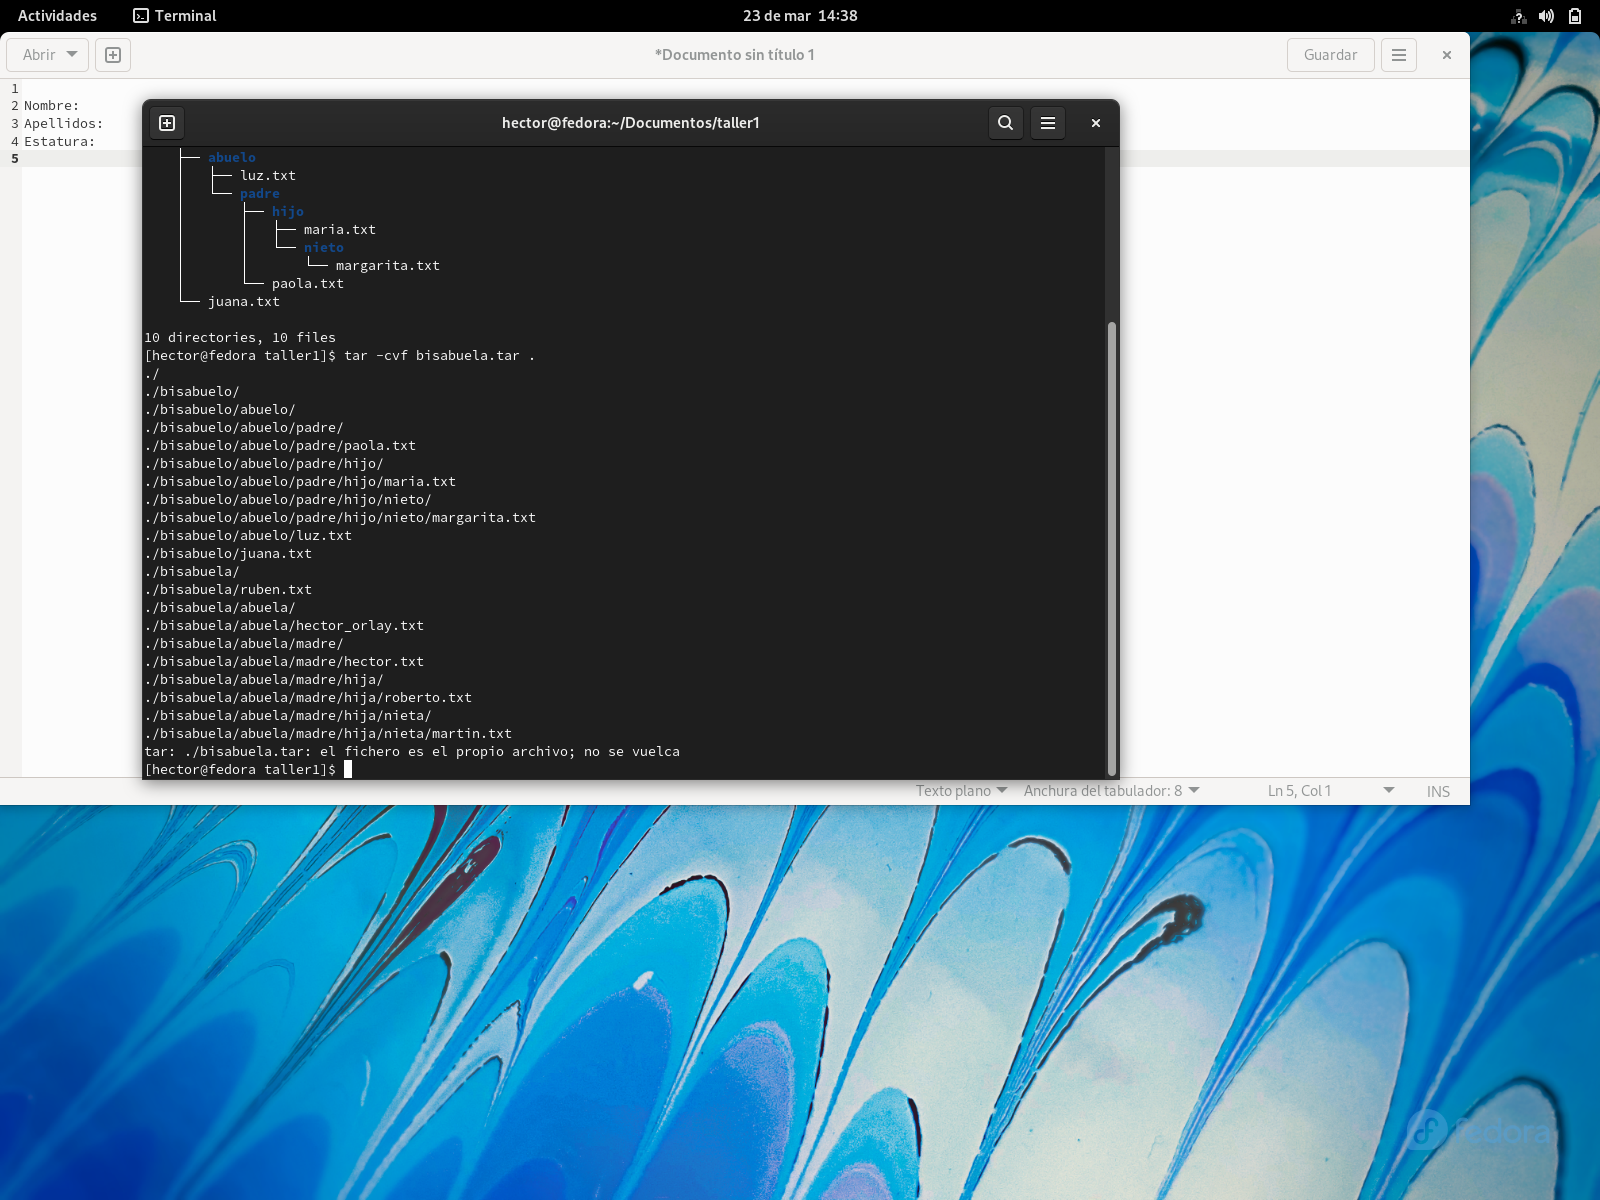 Actividades
Terminal
23 de mar 14:38
Abrir
*Documento sin título 1
Guardar
1
2 Nombre:
3 Apellidos:
4 Estatura:
5
hector@fedora:~/Documentos/taller1
abuelo
luz.txt
padre
hijo
maria.txt
nieto
margarita.txt
paola.txt
juana.txt
10 directories, 10 files
[hector@fedora taller1]$ tar -cvf bisabuela.tar .
./
./bisabuelo/
./bisabuelo/abuelo/
./bisabuelo/abuelo/padre/
./bisabuelo/abuelo/padre/paola.txt
./bisabuelo/abuelo/padre/hijo/
./bisabuelo/abuelo/padre/hijo/maria.txt
./bisabuelo/abuelo/padre/hijo/nieto/
./bisabuelo/abuelo/padre/hijo/nieto/margarita.txt
./bisabuelo/abuelo/luz.txt
./bisabuelo/juana.txt
./bisabuela/
./bisabuela/ruben.txt
./bisabuela/abuela/
./bisabuela/abuela/hector_orlay.txt
./bisabuela/abuela/madre/
./bisabuela/abuela/madre/hector.txt
./bisabuela/abuela/madre/hija/
./bisabuela/abuela/madre/hija/roberto.txt
./bisabuela/abuela/madre/hija/nieta/
./bisabuela/abuela/madre/hija/nieta/martin.txt
tar: ./bisabuela.tar: el fichero es el propio archivo; no se vuelca
[hector@fedora taller1]$
Texto plano
Anchura del tabulador: 8
Ln 5, Col 1
INS
fedora